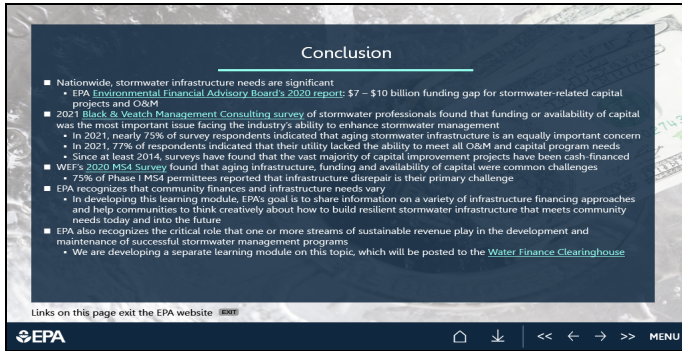 Conclusion
■ Nationwide, stormwater infrastructure needs are significant
▪ EPA Environmental Financial Advisory Board's 2020 report: $7 – $10 billion funding gap for stormwater-related capital
projects and O&M
■ 2021 Black & Veatch Management Consulting survey of stormwater professionals found that funding or availability of capital
was the most important issue facing the industry's ability to enhance stormwater management
▪ In 2021, nearly 75% of survey respondents indicated that aging stormwater infrastructure is an equally important concern
▪ In 2021, 77% of respondents indicated that their utility lacked the ability to meet all O&M and capital program needs
▪ Since at least 2014, surveys have found that the vast majority of capital improvement projects have been cash-financed
■ WEF's 2020 MS4 Survey found that aging infrastructure, funding and availability of capital were common challenges
▪ 75% of Phase I MS4 permittees reported that infrastructure disrepair is their primary challenge
■ EPA recognizes that community finances and infrastructure needs vary
▪ In developing this learning module, EPA's goal is to share information on a variety of infrastructure financing approaches
and help communities to think creatively about how to build resilient stormwater infrastructure that meets community
needs today and into the future
■ EPA also recognizes the critical role that one or more streams of sustainable revenue play in the development and
maintenance of successful stormwater management programs
▪ We are developing a separate learning module on this topic, which will be posted to the Water Finance Clearinghouse
Links on this page exit the EPA website EXIT
EPA << ← → >> MENU